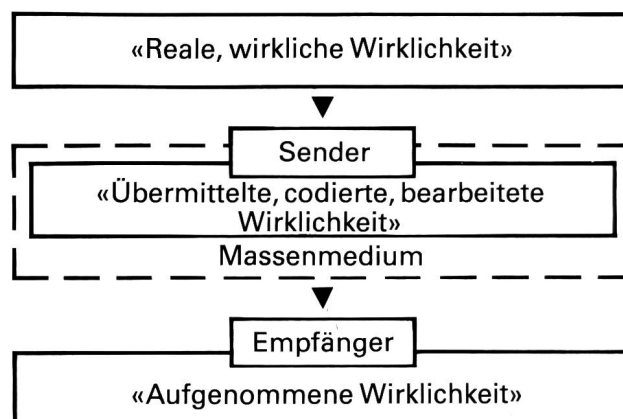 «Reale, wirkliche Wirklichkeit»
Sender
«Übermittelte, codierte, bearbeitete
Wirklichkeit»
Massenmedium
Empfänger
«Aufgenommene Wirklichkeit»